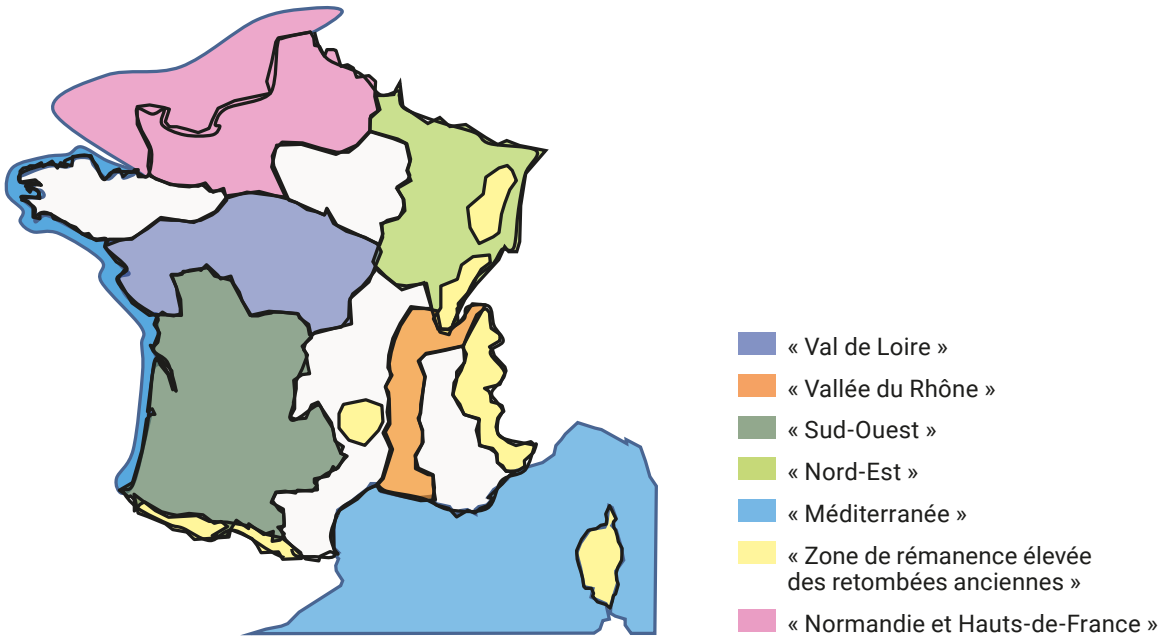 « Val de Loire »
« Vallée du Rhône »
« Sud-Ouest »
« Nord-Est »
« Méditerranée »
« Zone de rémanence élevée
des retombées anciennes »
« Normandie et Hauts-de-France »